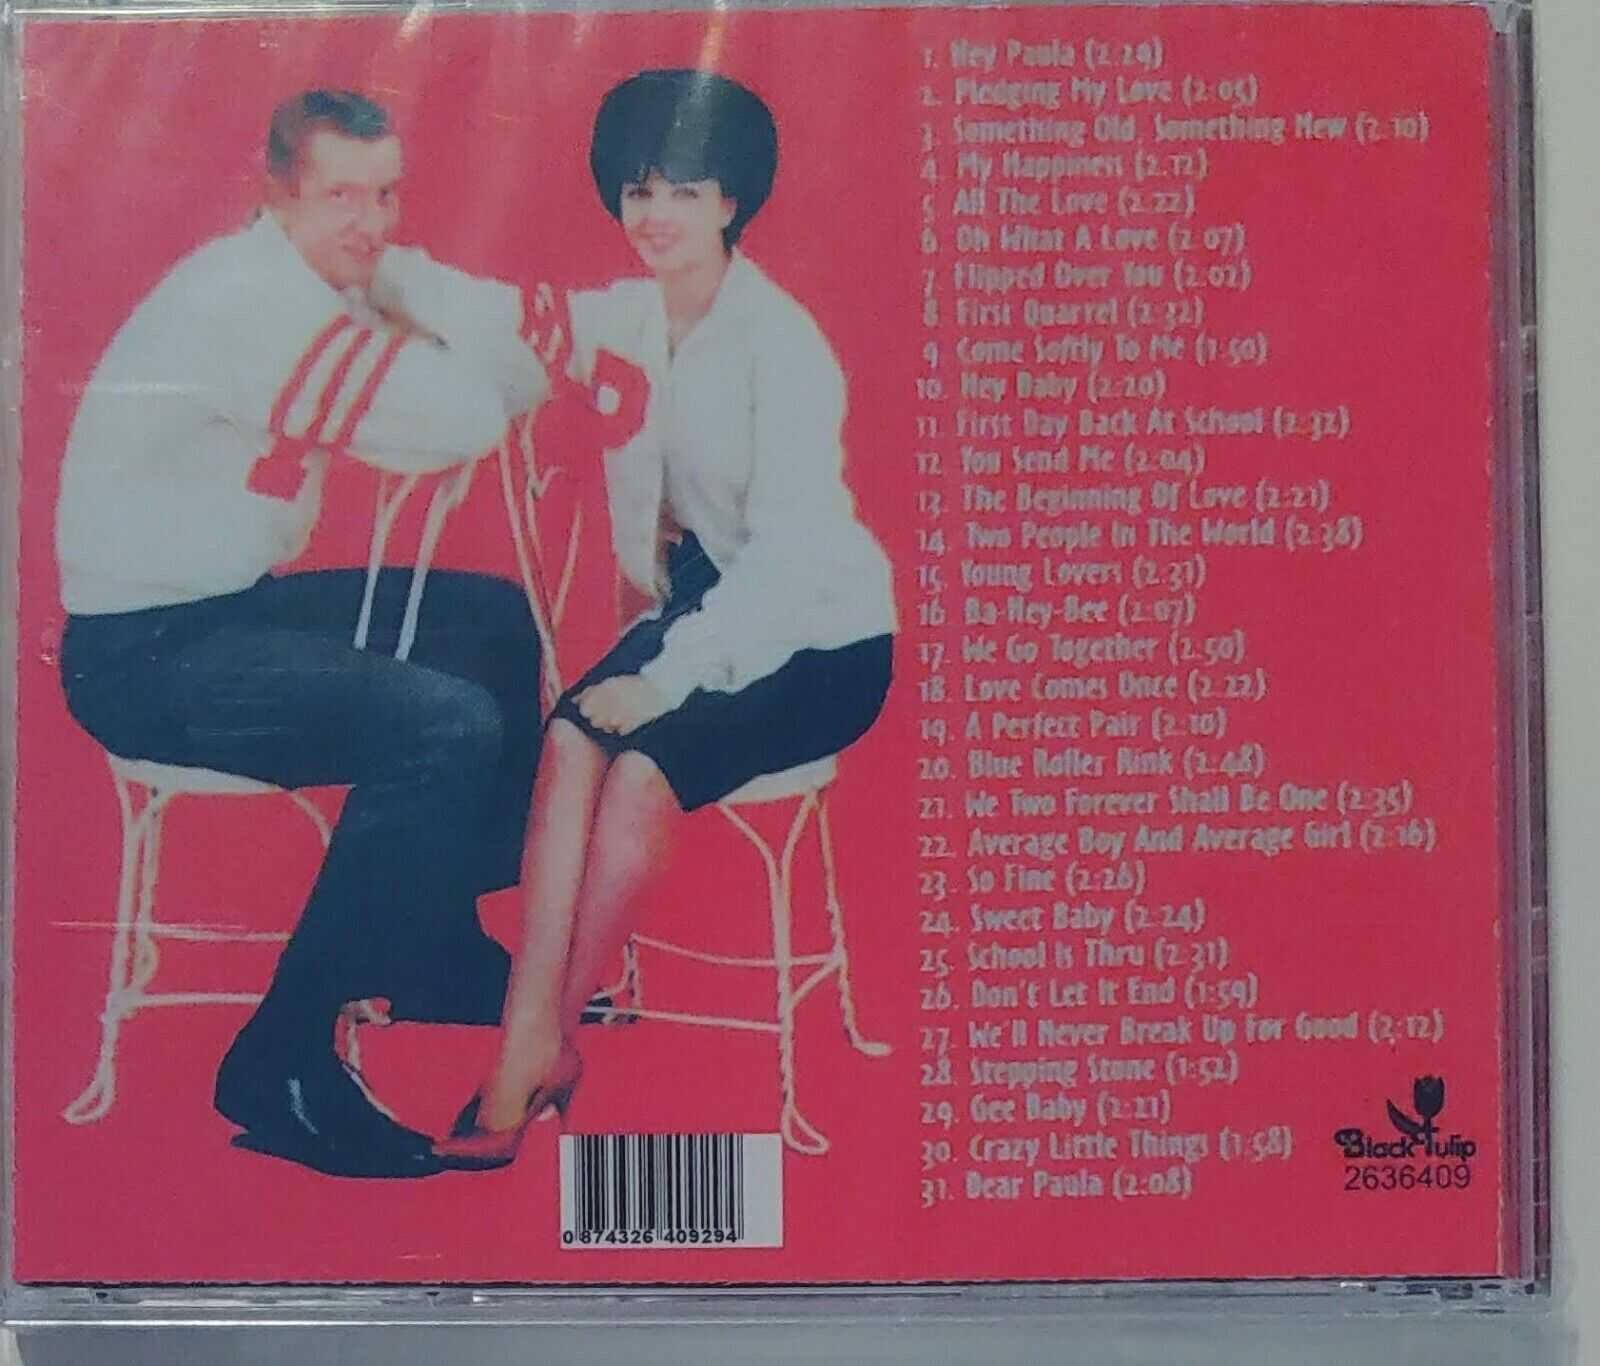 1. Hey Paula (2:29)
2. Pledging My Love (2:05)
3. Something Old, Something New (2:10)
4. My Happiness (2:12)
5. All The Love (2:22)
6. Oh What A Love (2:07)
7. Flipped Over You (2:02)
8. First Quarrel (2:32)
9. Come Softly To Me (1:50)
10. Hey Baby (2:20)
11. First Day Back At School (2:32)
12. You Send Me (2:04)
13. The Beginning Of Love (2:21)
14. Two People In The World (2:38)
15. Young Lovers (2:31)
16. Ba-Hey-Bee (2:07)
17. We Go Together (2:50)
18. Love Comes Once (2:22)
19. A Perfect Pair (2:10)
20. Blue Roller Rink (2:48)
21. We Two Forever Shall Be One (2:35)
22. Average Boy And Average Girl (2:16)
23. So Fine (2:26)
24. Sweet Baby (2:24)
25. School Is Thru (2:31)
26. Don't Let It End (1:59)
27. We'll Never Break Up For Good (2:12)
28. Stepping Stone (1:52)
29. Gee Baby (2:21)
30. Crazy Little Things (1:58)
31. Dear Paula (2:08)
Black Tulip
2636409
P
0 874326 409294